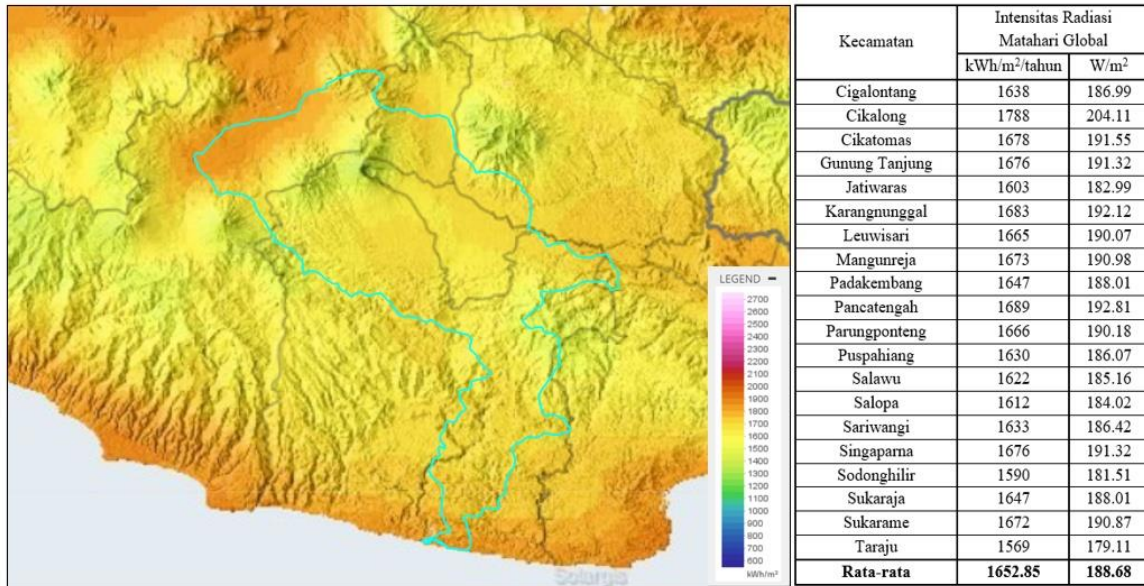 LEGEND −
2700
2600
2500
2400
2300
2200
2100
2000
1900
1800
1700
1600
1500
1400
1300
1200
1100
1000
900
800
700
600
kWh/m²
Solargis
Kecamatan
Intensitas Radiasi
Matahari Global
kWh/m²/tahun W/m²
Cigalontang 1638 186.99
Cikalong 1788 204.11
Cikatomas 1678 191.55
Gunung Tanjung 1676 191.32
Jatiwaras 1603 182.99
Karangnunggal 1683 192.12
Leuwisari 1665 190.07
Mangunreja 1673 190.98
Padakembang 1647 188.01
Pancatengah 1689 192.81
Parungponteng 1666 190.18
Puspahiang 1630 186.07
Salawu 1622 185.16
Salopa 1612 184.02
Sariwangi 1633 186.42
Singaparna 1676 191.32
Sodonghilir 1590 181.51
Sukaraja 1647 188.01
Sukarame 1672 190.87
Taraju 1569 179.11
Rata-rata 1652.85 188.68